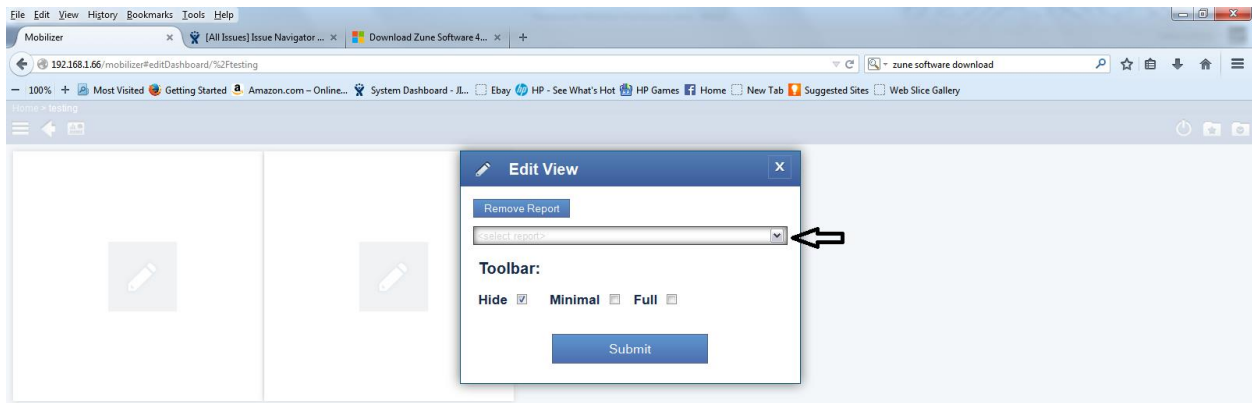 File Edit View History Bookmarks Tools Help
Mobilizer × [All Issues] Issue Navigator ... × Download Zune Software 4... × +
192.168.1.66/mobilizer#editDashboard/%2Ftesting zune software download
− 100% + Most Visited Getting Started Amazon.com – Online... System Dashboard - JI... Ebay HP - See What's Hot HP Games Home New Tab Suggested Sites Web Slice Gallery
Home > testing
Edit View X
Remove Report
<select report>
Toolbar:
Hide Minimal Full
Submit